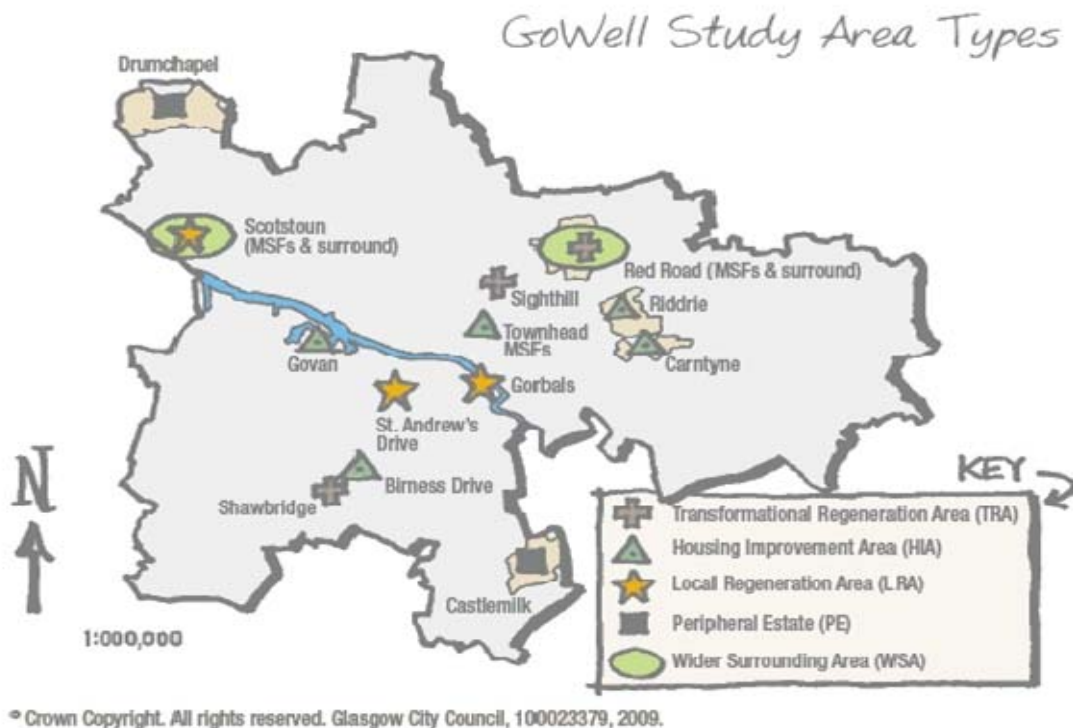 GoWell Study Area Types
Drumchapel
Scotstoun
(MSFs & surround)
Red Road (MSFs & surround)
Sighthill
Riddrie
Townhead
MSFs
Govan
Carntyne
Gorbals
St. Andrew's
Drive
Birness Drive
Shawbridge
Castlemilk
N
1:000,000
KEY
Transformational Regeneration Area (TRA)
Housing Improvement Area (HIA)
Local Regeneration Area (LRA)
Peripheral Estate (PE)
Wider Surrounding Area (WSA)
© Crown Copyright. All rights reserved. Glasgow City Council, 100023379, 2009.